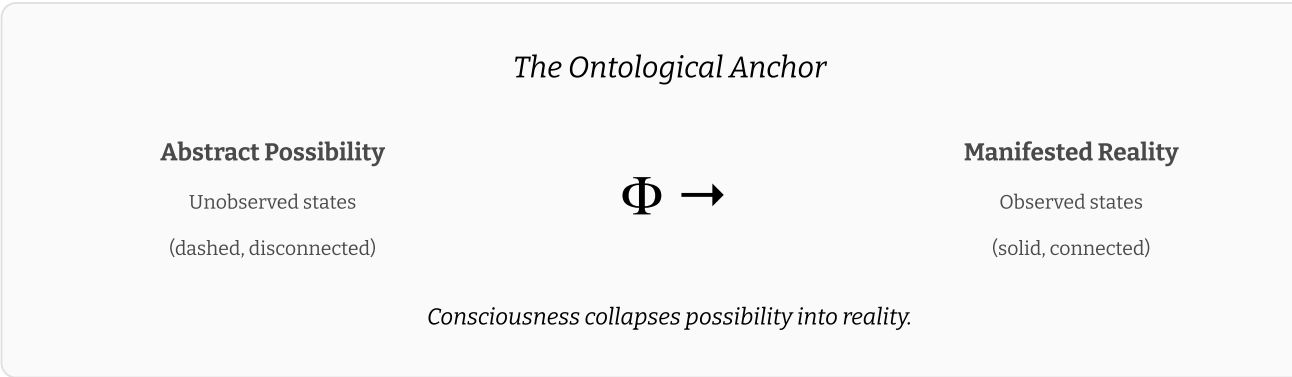 The Ontological Anchor
Abstract Possibility
Unobserved states
(dashed, disconnected)
Φ →
Manifested Reality
Observed states
(solid, connected)
Consciousness collapses possibility into reality.